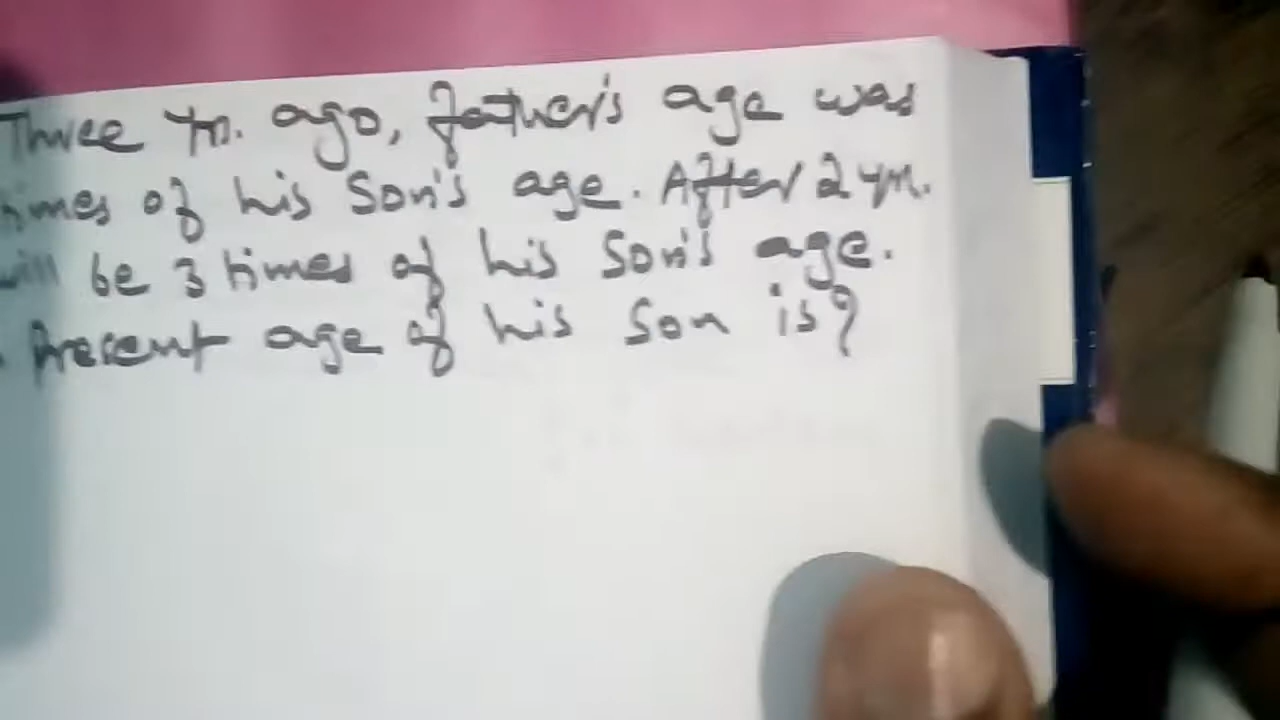 Three yrs. ago, father's age was
times of his son's age. After 2 yrs.
will be 3 times of his son's age.
Present age of his son is?